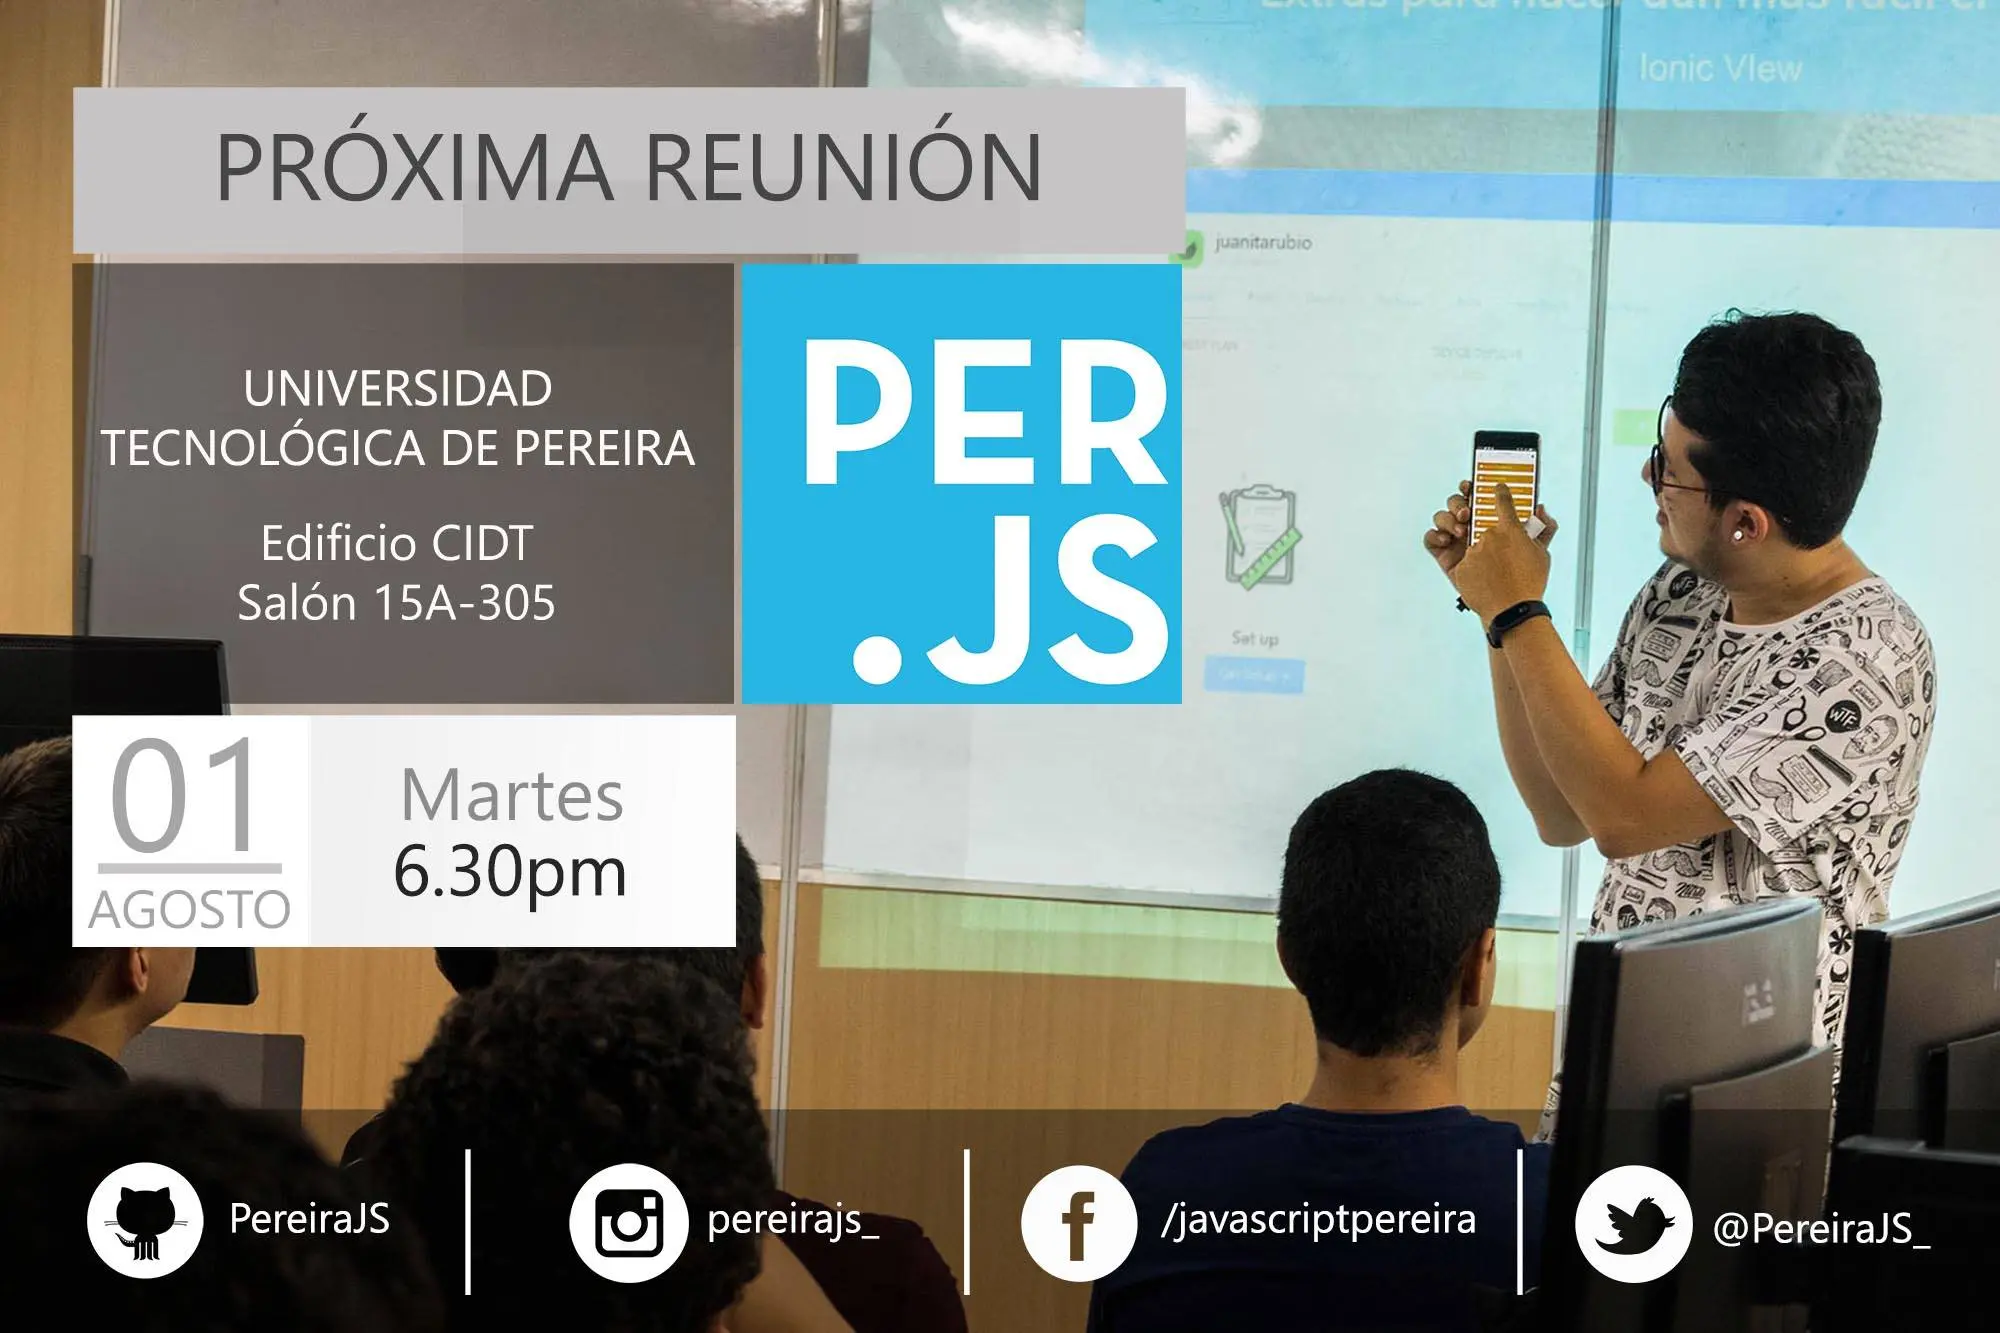 Ionic VIew
PRÓXIMA REUNIÓN
juanitarubio
UNIVERSIDAD
TECNOLÓGICA DE PEREIRA
Edificio CIDT
Salón 15A-305
PER
.JS
Set up
WTF
01
AGOSTO
Martes
6.30pm
PereiraJS
pereirajs_
/javascriptpereira
@PereiraJS_